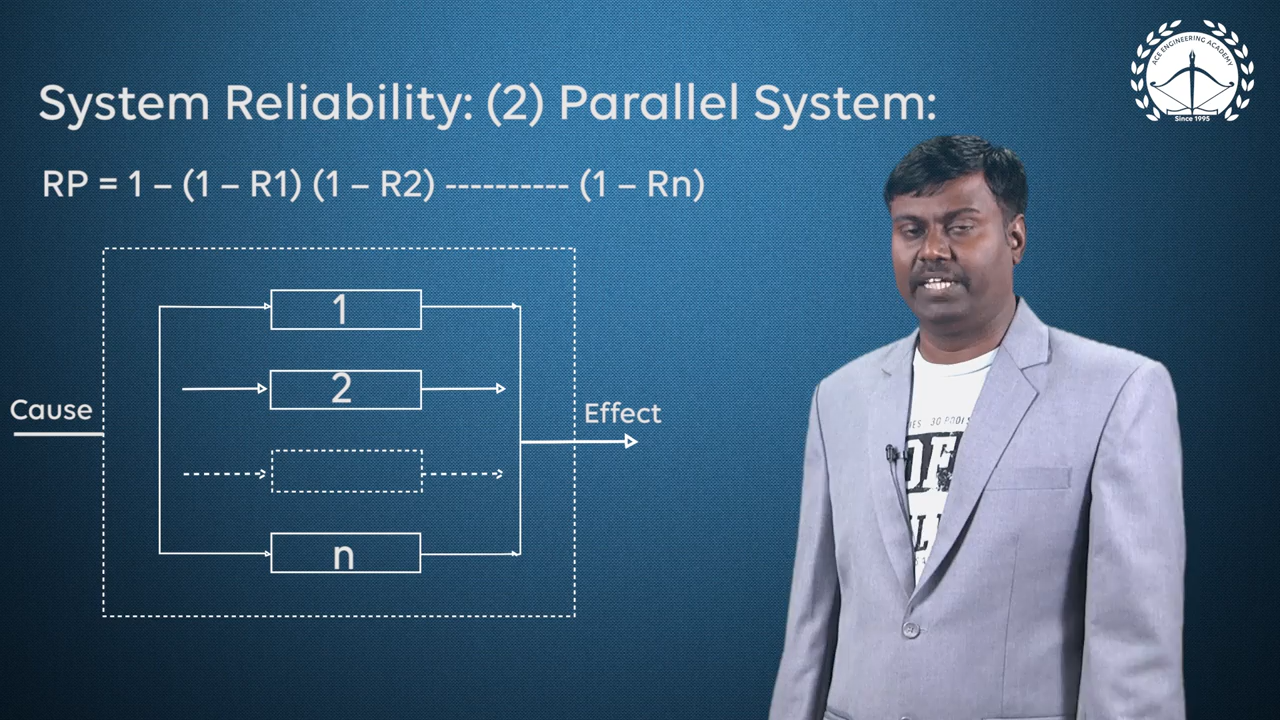 ACE ENGINEERING ACADEMY
Since 1995
System Reliability: (2) Parallel System:
RP = 1 – (1 – R1) (1 – R2) ---------- (1 – Rn)
1
2
Cause
Effect
n
30